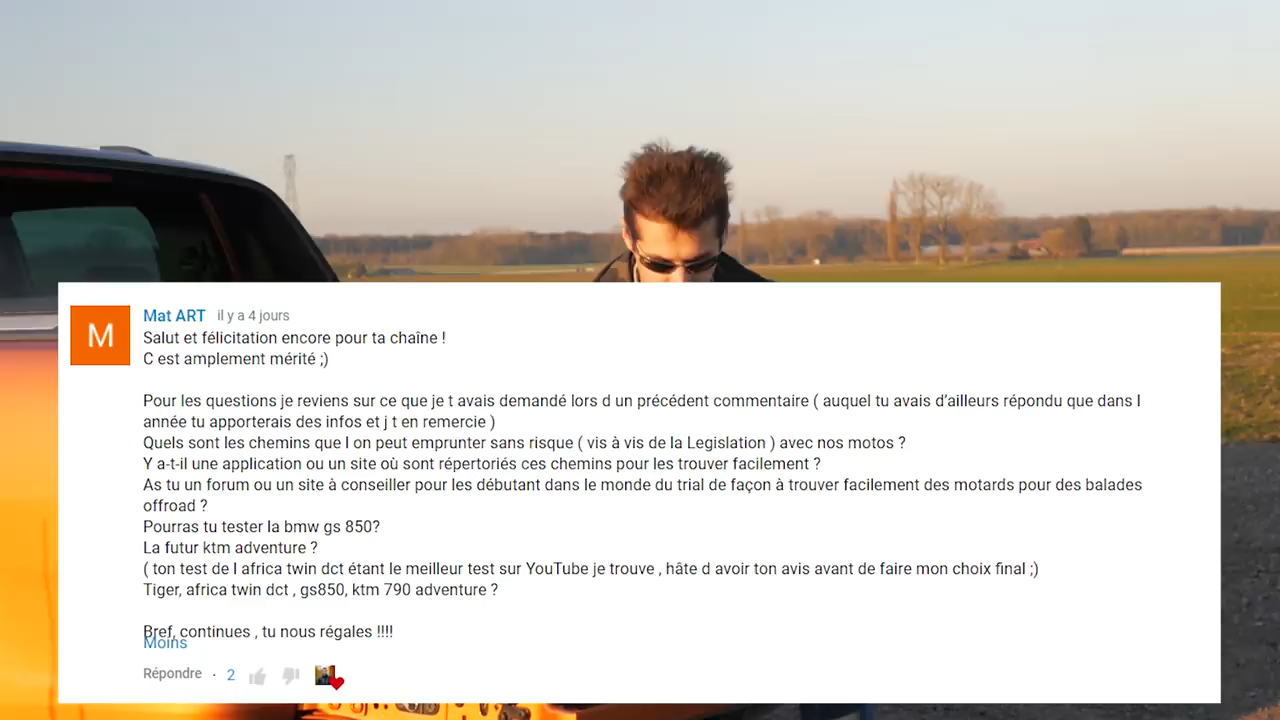 M
Mat ART il y a 4 jours
Salut et félicitation encore pour ta chaîne !
C est amplement mérité ;)
Pour les questions je reviens sur ce que je t avais demandé lors d un précédent commentaire ( auquel tu avais d’ailleurs répondu que dans l
année tu apporterais des infos et j t en remercie )
Quels sont les chemins que l on peut emprunter sans risque ( vis à vis de la Legislation ) avec nos motos ?
Y a-t-il une application ou un site où sont répertoriés ces chemins pour les trouver facilement ?
As tu un forum ou un site à conseiller pour les débutant dans le monde du trial de façon à trouver facilement des motards pour des balades
offroad ?
Pourras tu tester la bmw gs 850?
La futur ktm adventure ?
( ton test de l africa twin dct étant le meilleur test sur YouTube je trouve , hâte d avoir ton avis avant de faire mon choix final ;)
Tiger, africa twin dct , gs850, ktm 790 adventure ?
Bref, continues , tu nous régales !!!!
Moins
Répondre · 2